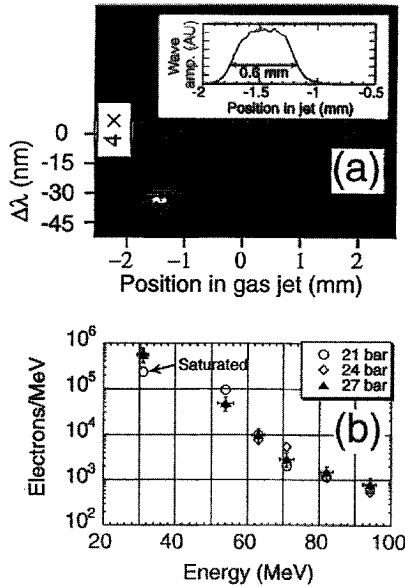 (a)
Wave
amp. (AU)
0.6 mm
-2 -1.5 -1 -0.5
Position in jet (mm)
4 X
Δλ (nm)
0
-15
-30
-45
-2 -1 0 1 2
Position in gas jet (mm)
(b)
Electrons/MeV
10^6
10^5
10^4
10^3
10^2
Saturated
21 bar
24 bar
27 bar
20 40 60 80 100
Energy (MeV)